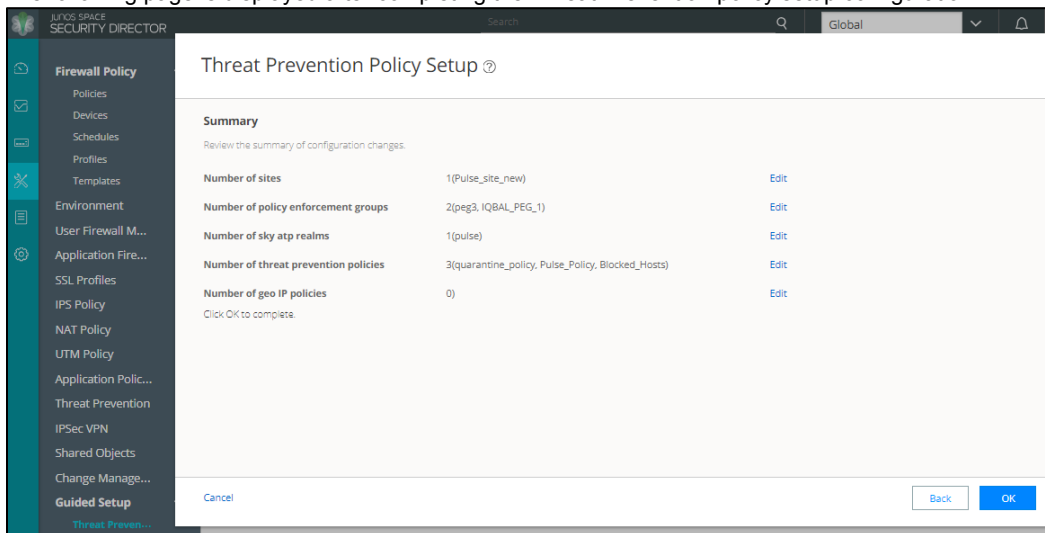 JUNOS SPACE
SECURITY DIRECTOR
Search
Global
Firewall Policy
Policies
Devices
Schedules
Profiles
Templates
Environment
User Firewall M...
Application Fire...
SSL Profiles
IPS Policy
NAT Policy
UTM Policy
Application Polic...
Threat Prevention
IPSec VPN
Shared Objects
Change Manage...
Guided Setup
Threat Preven...
Threat Prevention Policy Setup ?
Summary
Review the summary of configuration changes.
Number of sites 1(Pulse_site_new) Edit
Number of policy enforcement groups 2(peg3, IQBAL_PEG_1) Edit
Number of sky atp realms 1(pulse) Edit
Number of threat prevention policies 3(quarantine_policy, Pulse_Policy, Blocked_Hosts) Edit
Number of geo IP policies 0) Edit
Click OK to complete.
Cancel Back OK